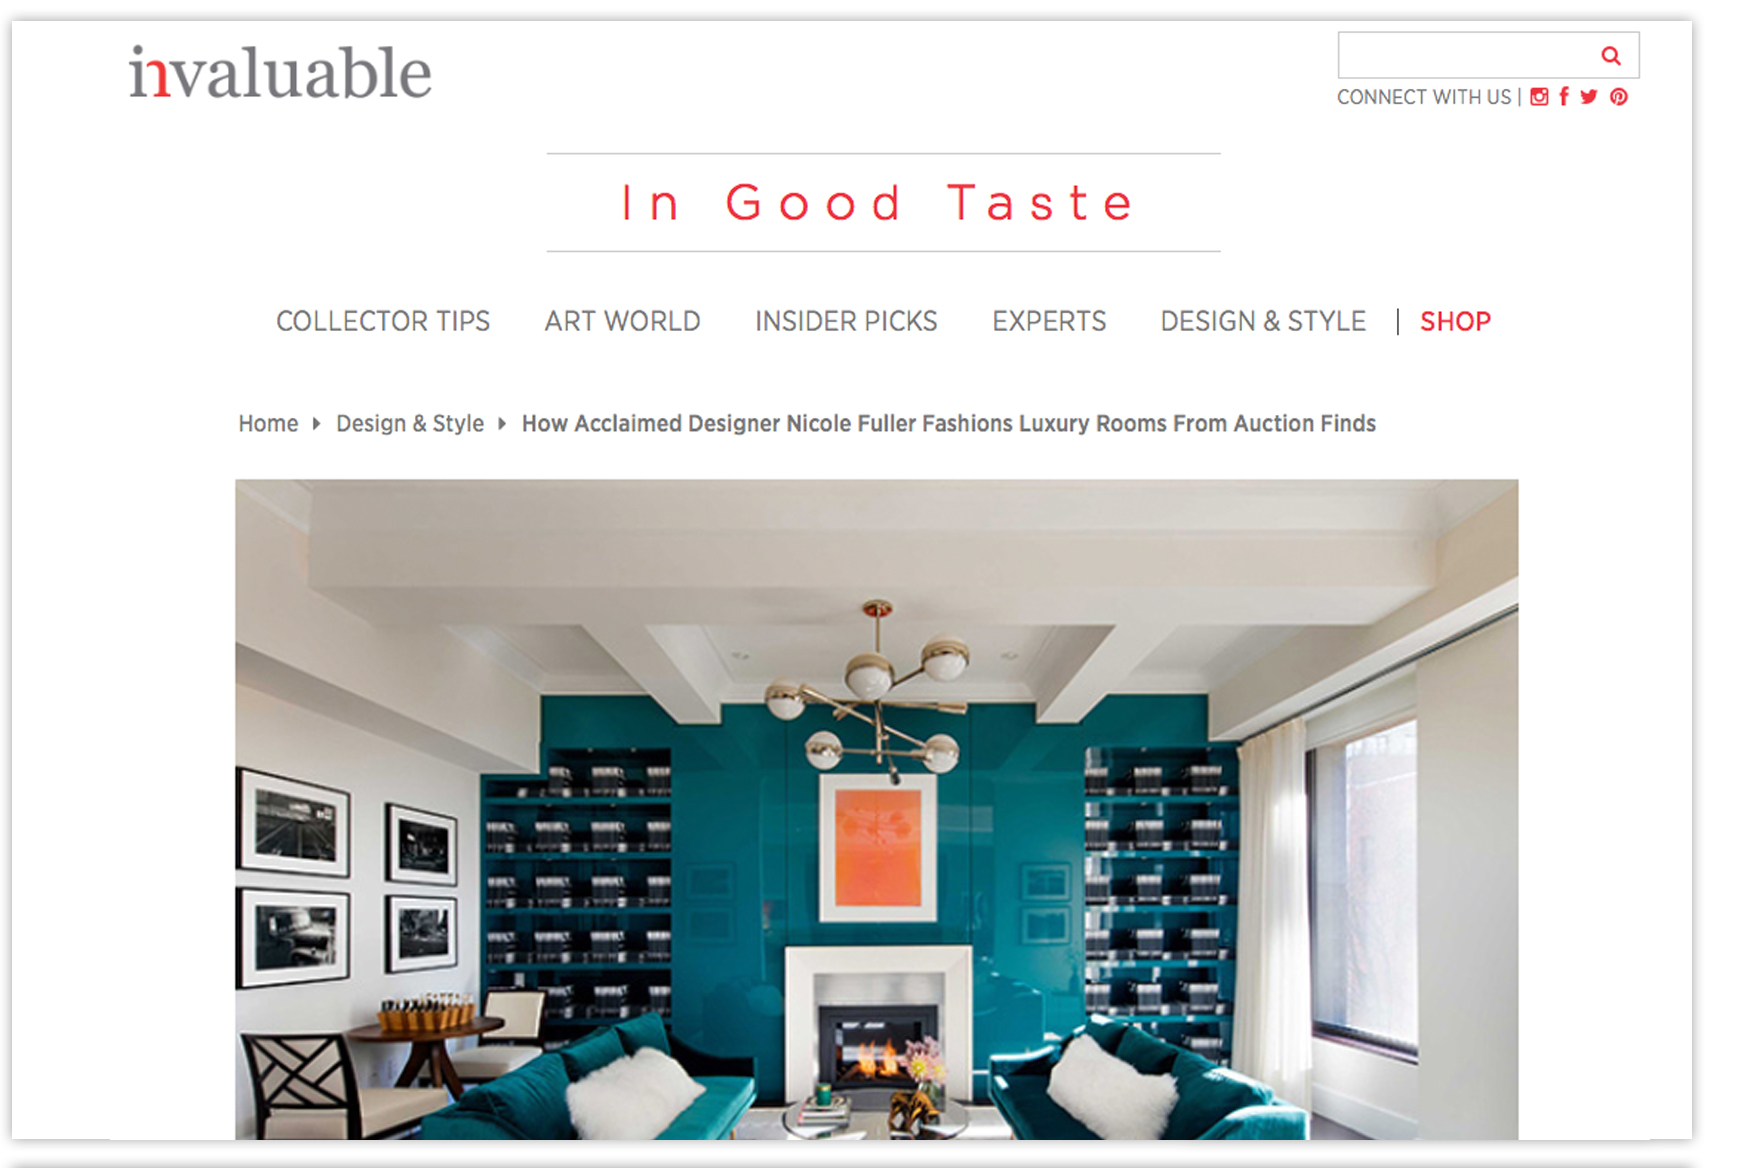 invaluable
CONNECT WITH US |
In Good Taste
COLLECTOR TIPS ART WORLD INSIDER PICKS EXPERTS DESIGN & STYLE | SHOP
Home Design & Style How Acclaimed Designer Nicole Fuller Fashions Luxury Rooms From Auction Finds